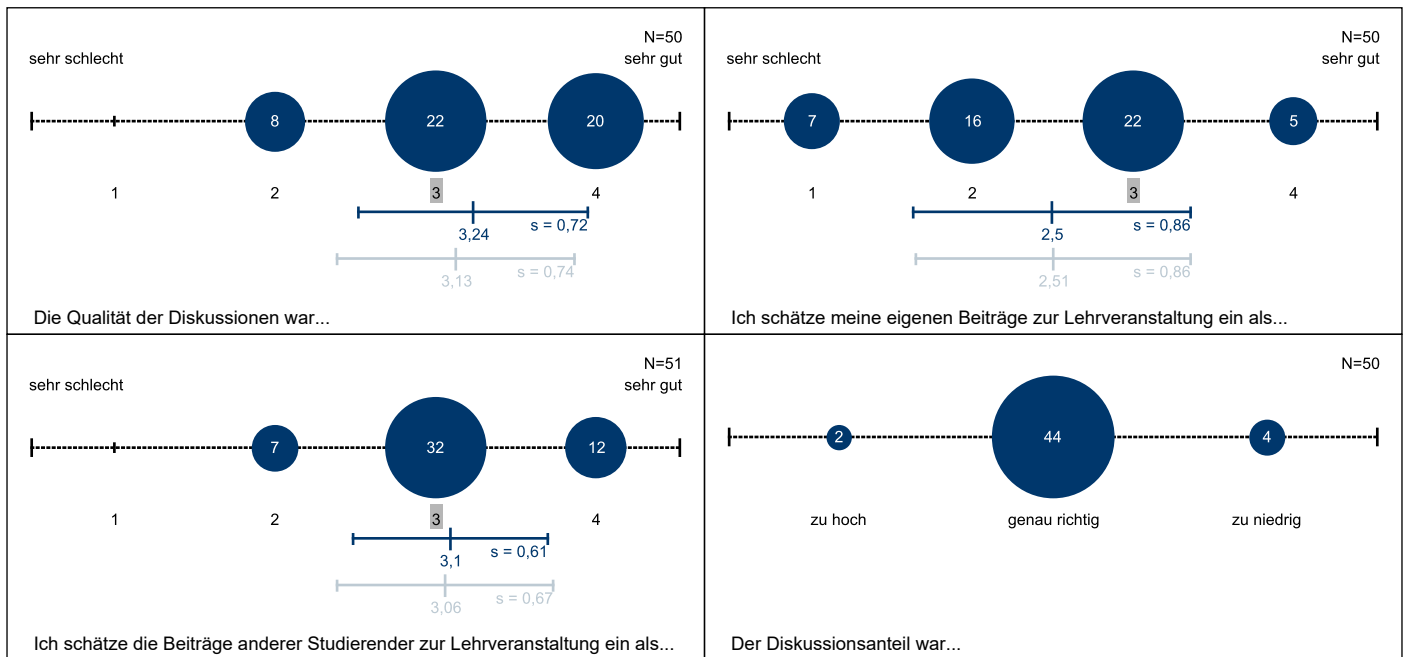 N=50
sehr schlecht sehr gut
8 22 20
1 2 3 4
s = 0,72
3,24
s = 0,74
3,13
Die Qualität der Diskussionen war...
N=50
sehr schlecht sehr gut
7 16 22 5
1 2 3 4
s = 0,86
2,5
s = 0,86
2,51
Ich schätze meine eigenen Beiträge zur Lehrveranstaltung ein als...
N=51
sehr schlecht sehr gut
7 32 12
1 2 3 4
s = 0,61
3,1
s = 0,67
3,06
Ich schätze die Beiträge anderer Studierender zur Lehrveranstaltung ein als...
N=50
2 44 4
zu hoch genau richtig zu niedrig
Der Diskussionsanteil war...